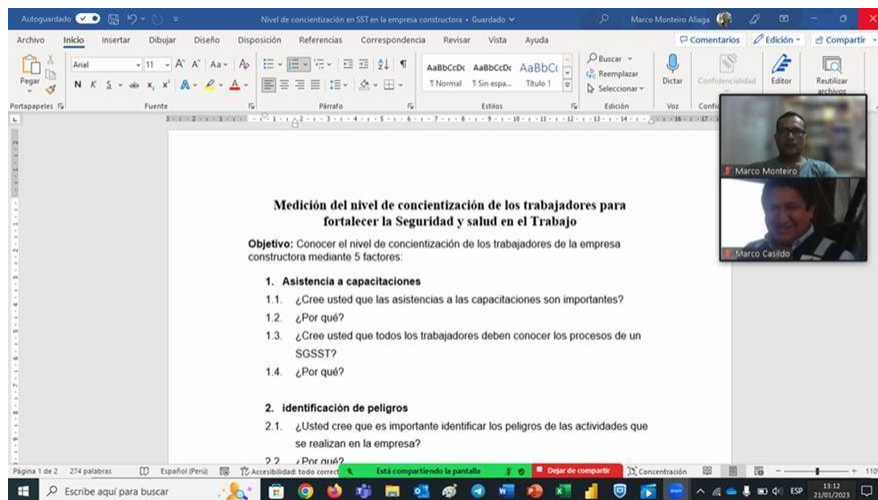 Autoguardado
Nivel de concientización en SST en la empresa constructora • Guardado
Marco Monteiro Aliaga
Archivo Inicio Insertar Dibujar Diseño Disposición Referencias Correspondencia Revisar Vista Ayuda
Comentarios Edición Compartir
Pegar
Arial 11
N K S
AaBbCcDc AaBbCcDc AaBbCc
1 Normal 1 Sin espa... Título 1
Buscar
Reemplazar
Seleccionar
Dictar
Confidencialidad
Editor
Reutilizar archivos
Portapapeles Fuente Párrafo Estilos Edición Voz
Marco Monteiro
Marco Casildo
Medición del nivel de concientización de los trabajadores para
fortalecer la Seguridad y salud en el Trabajo
Objetivo: Conocer el nivel de concientización de los trabajadores de la empresa
constructora mediante 5 factores:
1. Asistencia a capacitaciones
1.1. ¿Cree usted que las asistencias a las capacitaciones son importantes?
1.2. ¿Por qué?
1.3. ¿Cree usted que todos los trabajadores deben conocer los procesos de un
SGSST?
1.4. ¿Por qué?
2. identificación de peligros
2.1. ¿Usted cree que es importante identificar los peligros de las actividades que
se realizan en la empresa?
2.2. ¿Por qué?
Página 1 de 2 274 palabras Español (Perú) Accesibilidad: todo correct
Está compartiendo la pantalla
Dejar de compartir
Concentración
110
Escribe aquí para buscar
ESP
13:12
21/01/2023